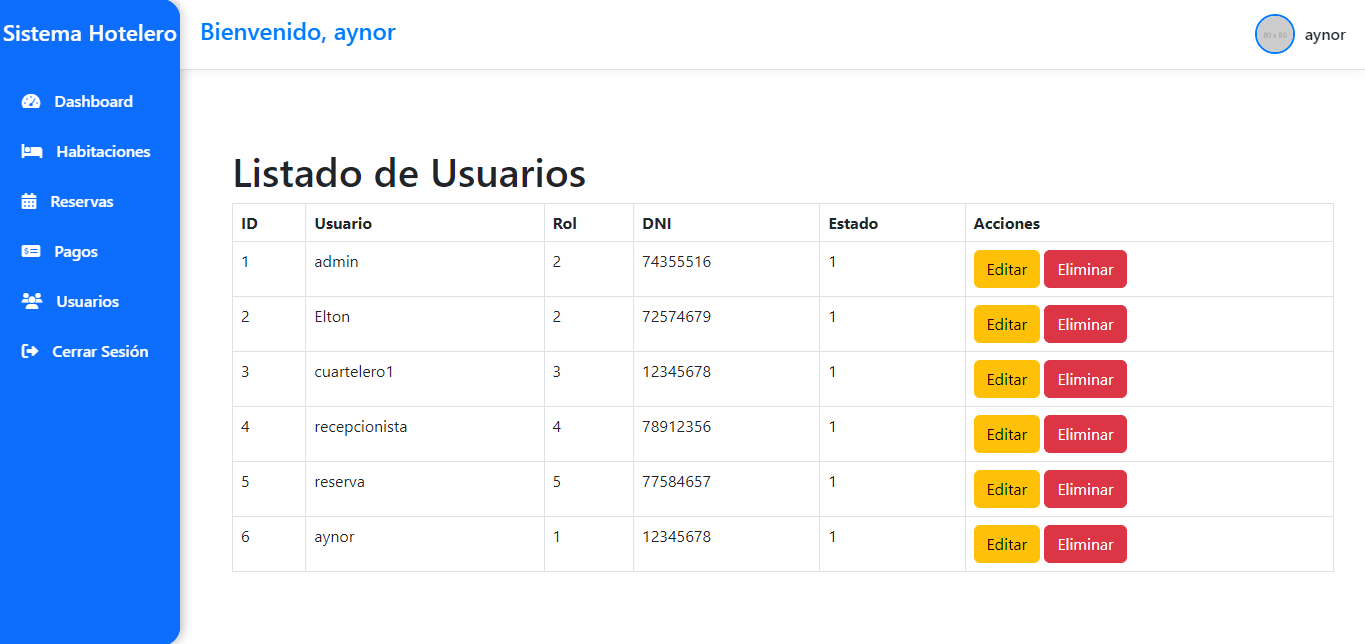 Sistema Hotelero
Dashboard
Habitaciones
Reservas
Pagos
Usuarios
Cerrar Sesión
Bienvenido, aynor
aynor
Listado de Usuarios
ID Usuario Rol DNI Estado Acciones
1 admin 2 74355516 1 Editar Eliminar
2 Elton 2 72574679 1 Editar Eliminar
3 cuartelero1 3 12345678 1 Editar Eliminar
4 recepcionista 4 78912356 1 Editar Eliminar
5 reserva 5 77584657 1 Editar Eliminar
6 aynor 1 12345678 1 Editar Eliminar